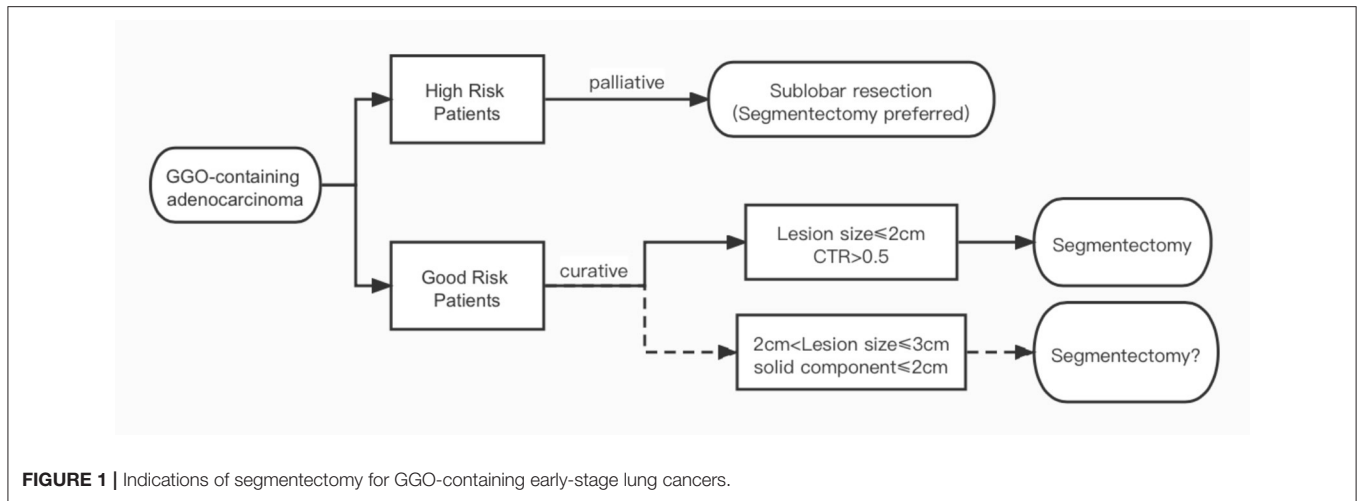 GGO-containing
adenocarcinoma
High Risk
Patients
palliative
Sublobar resection
(Segmentectomy preferred)
Good Risk
Patients
curative
Lesion size≤2cm
CTR>0.5
Segmentectomy
2cm<Lesion size≤3cm
solid component≤2cm
Segmentectomy?
FIGURE 1 | Indications of segmentectomy for GGO-containing early-stage lung cancers.